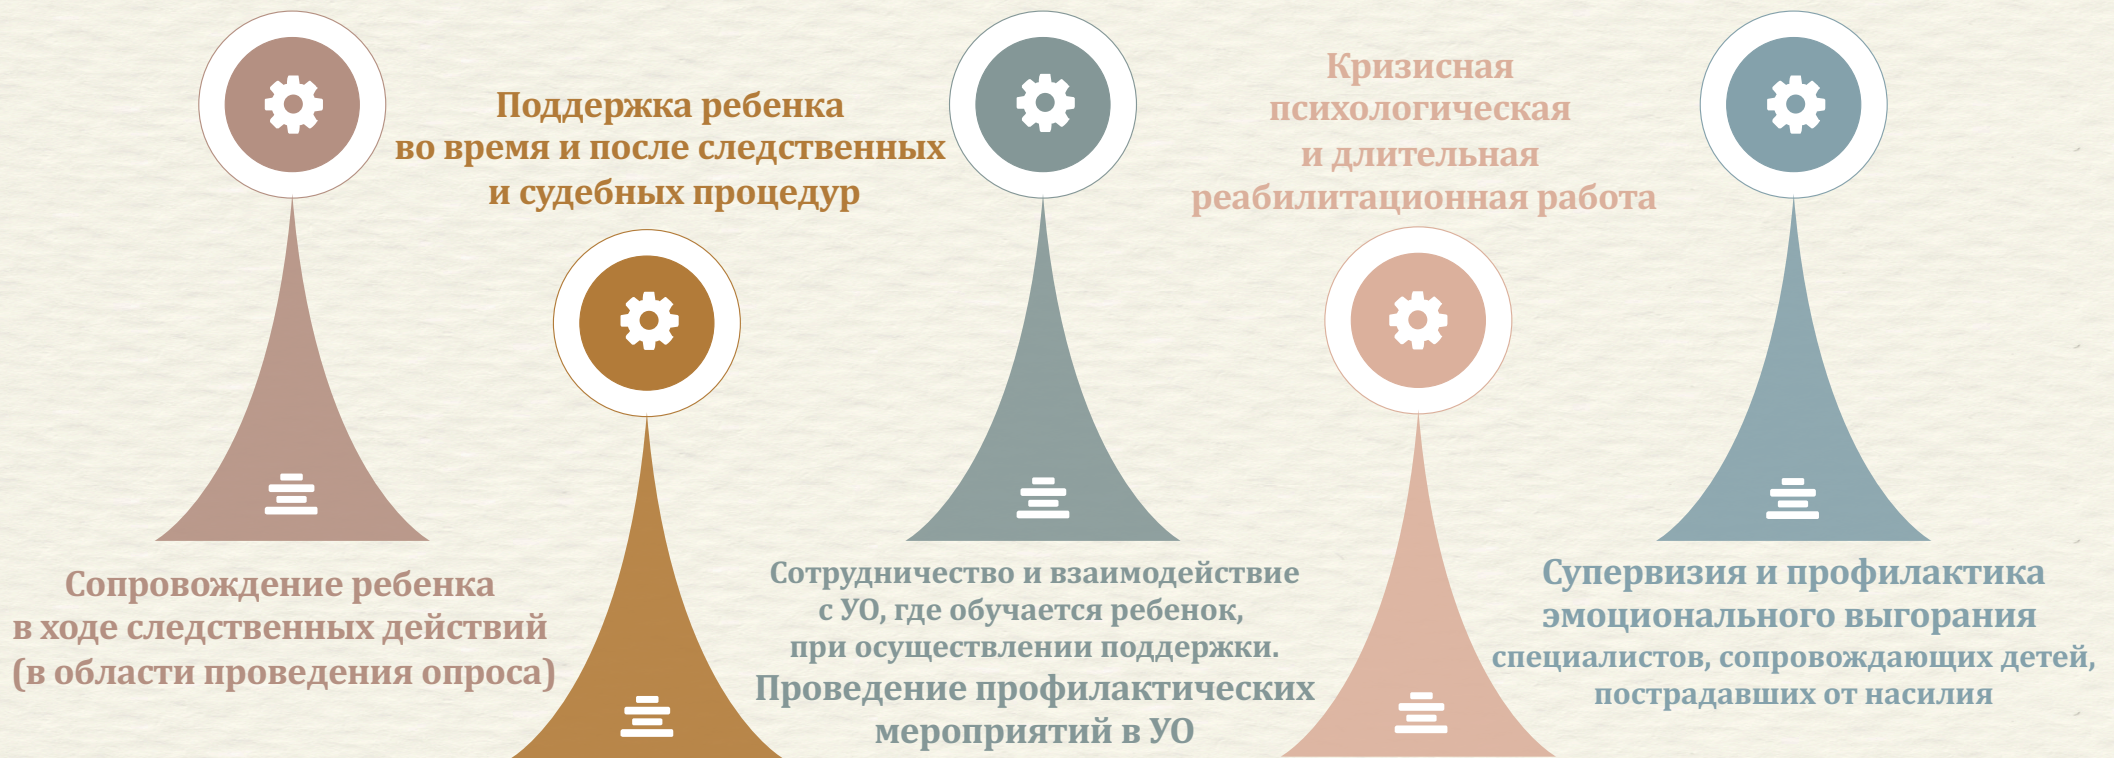 Сопровождение ребенка
в ходе следственных действий
(в области проведения опроса)
Поддержка ребенка
во время и после следственных
и судебных процедур
Сотрудничество и взаимодействие
с УО, где обучается ребенок,
при осуществлении поддержки.
Проведение профилактических
мероприятий в УО
Кризисная
психологическая
и длительная
реабилитационная работа
Супервизия и профилактика
эмоционального выгорания
специалистов, сопровождающих детей,
пострадавших от насилия